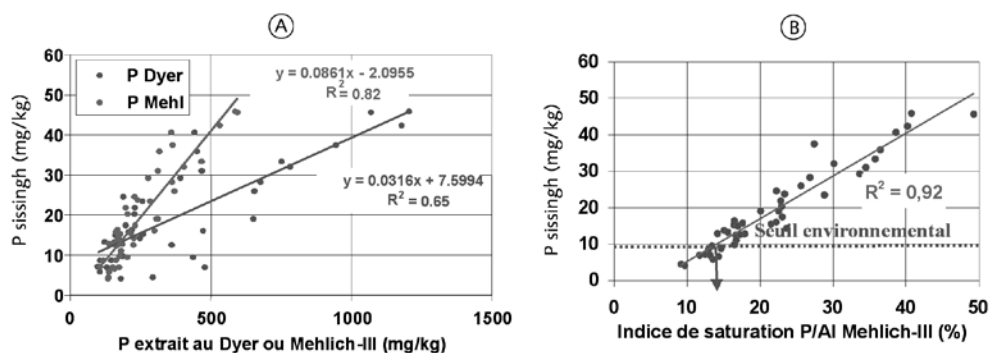 A
P sissingh (mg/kg)
60
50
40
30
20
10
0
P Dyer
P Mehl
y = 0.0861x - 2.0955
R2 = 0.82
y = 0.0316x + 7.5994
R2 = 0.65
0 500 1000 1500
P extrait au Dyer ou Mehlich-III (mg/kg)
B
P sissingh (mg/kg)
60
50
40
30
20
10
0
R2 = 0,92
Seuil environnemental
0 10 20 30 40 50
Indice de saturation P/Al Mehlich-III (%)